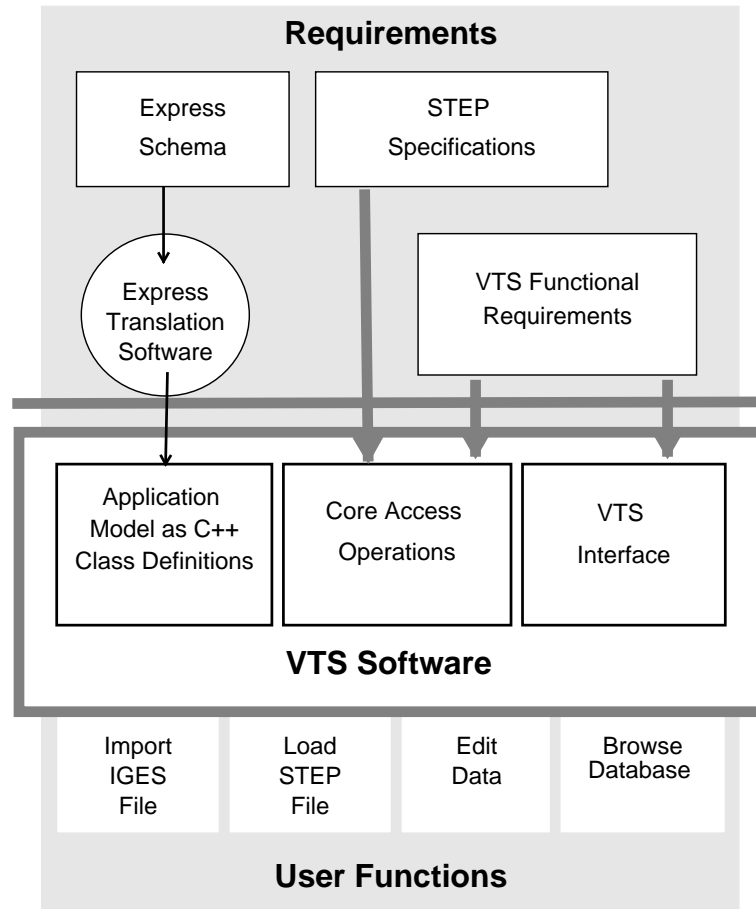 Requirements
Express
Schema
STEP
Specifications
Express
Translation
Software
VTS Functional
Requirements
Application
Model as C++
Class Definitions
Core Access
Operations
VTS
Interface
VTS Software
Import
IGES
File
Load
STEP
File
Edit
Data
Browse
Database
User Functions